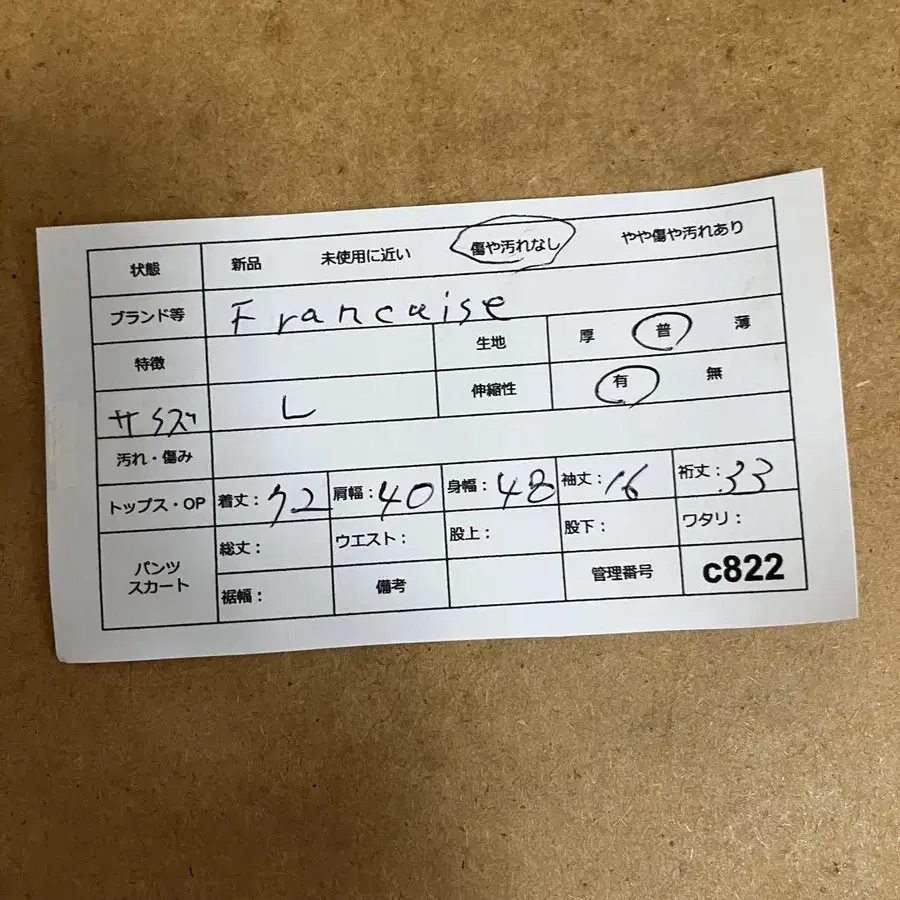 状態 新品 未使用に近い 傷や汚れなし やや傷や汚れあり
ブランド等 Francaise
特徴 生地 厚 普 薄
サイズ L 伸縮性 有 無
汚れ・傷み
トップス・OP 着丈:72 肩幅:40 身幅:48 袖丈:16 裄丈:33
パンツ スカート 総丈: ウエスト: 股上: 股下: ワタリ:
裾幅: 備考 管理番号 c822